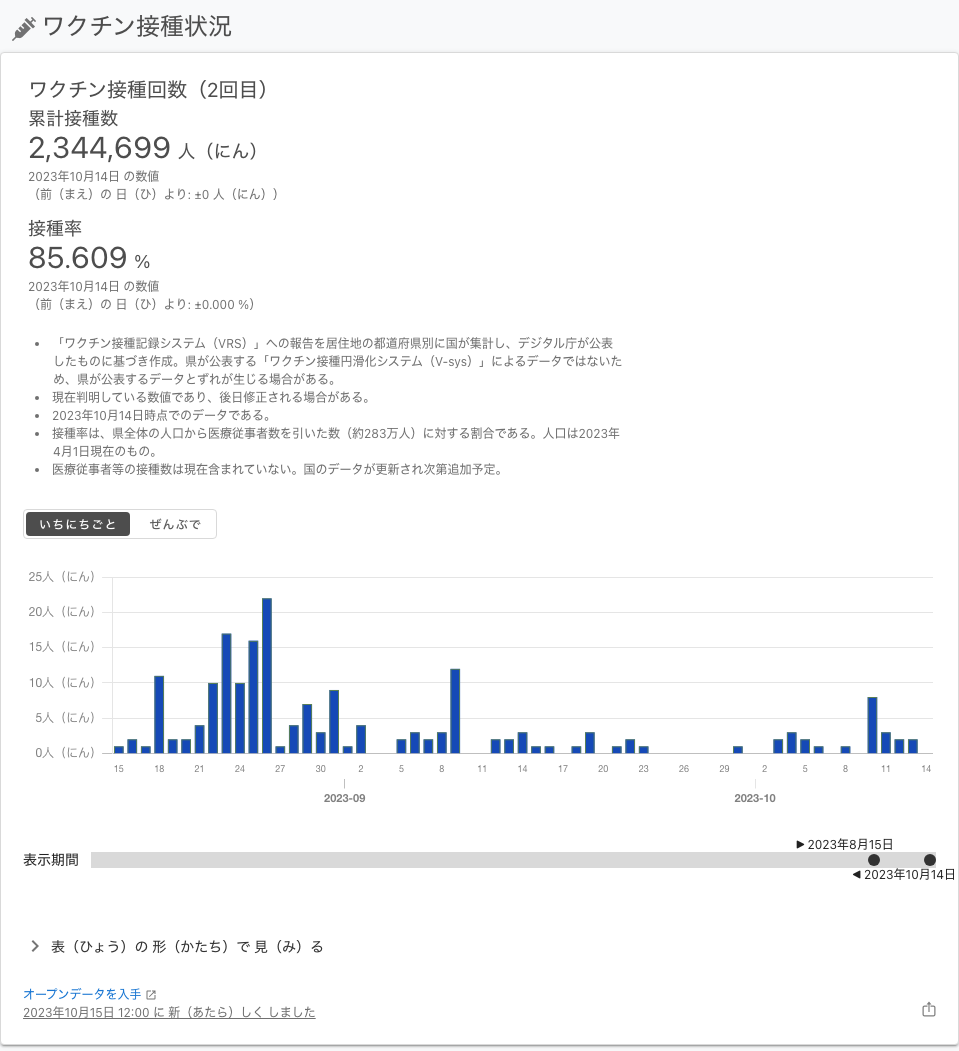 ワクチン接種状況
ワクチン接種回数（2回目）
累計接種数
2,344,699 人（にん）
2023年10月14日 の数値
（前（まえ）の 日（ひ）より: ±0 人（にん））
接種率
85.609 %
2023年10月14日 の数値
（前（まえ）の 日（ひ）より: ±0.000 %）
• 「ワクチン接種記録システム（VRS）」への報告を居住地の都道府県別に国が集計し、デジタル庁が公表
したものに基づき作成。県が公表する「ワクチン接種円滑化システム（V-sys）」によるデータではないた
め、県が公表するデータとずれが生じる場合がある。
• 現在判明している数値であり、後日修正される場合がある。
• 2023年10月14日時点でのデータである。
• 接種率は、県全体の人口から医療従事者数を引いた数（約283万人）に対する割合である。人口は2023年
4月1日現在のもの。
• 医療従事者等の接種数は現在含まれていない。国のデータが更新され次第追加予定。
いちにちごと ぜんぶで
25人（にん）
20人（にん）
15人（にん）
10人（にん）
5人（にん）
0人（にん）
15 18 21 24 27 30 2 5 8 11 14 17 20 23 26 29 2 5 8 11 14
2023-09 2023-10
▶ 2023年8月15日
表示期間
◀ 2023年10月14日
表（ひょう）の 形（かたち）で 見（み）る
オープンデータを入手
2023年10月15日 12:00 に 新（あたら）しく しました